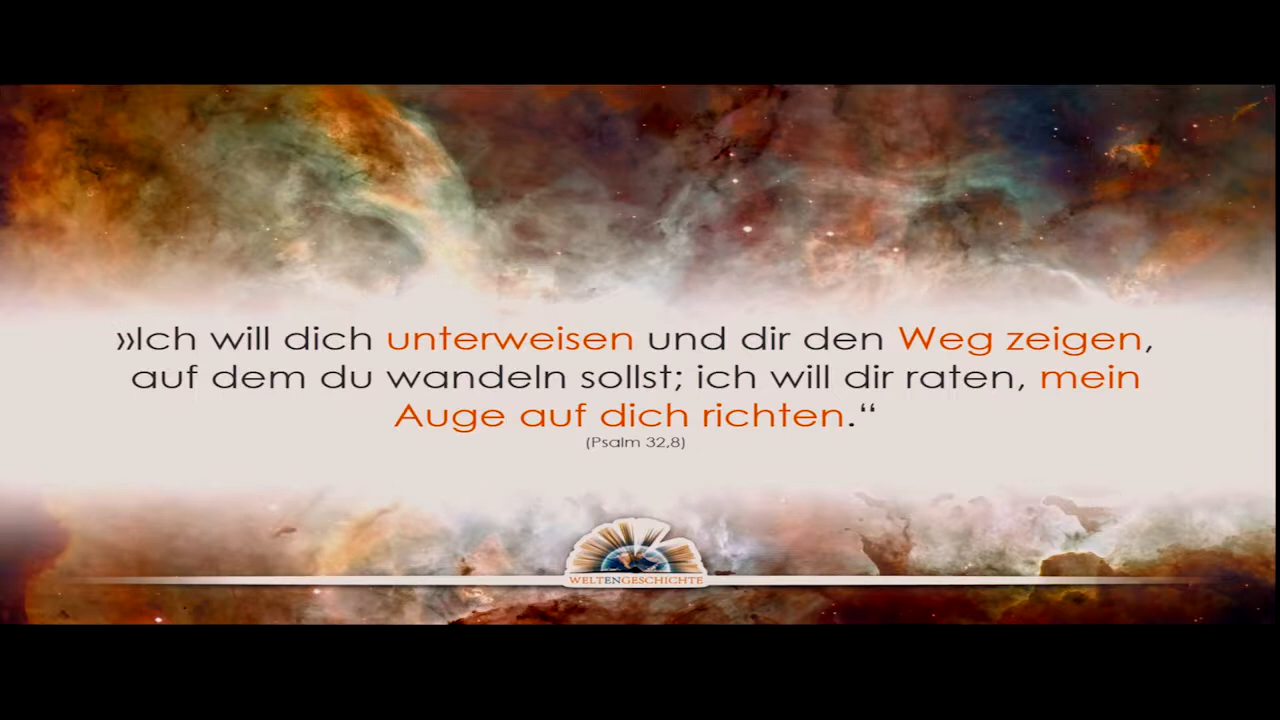 »Ich will dich unterweisen und dir den Weg zeigen,
auf dem du wandeln sollst; ich will dir raten, mein
Auge auf dich richten.“
(Psalm 32,8)
WELTENGESCHICHTE